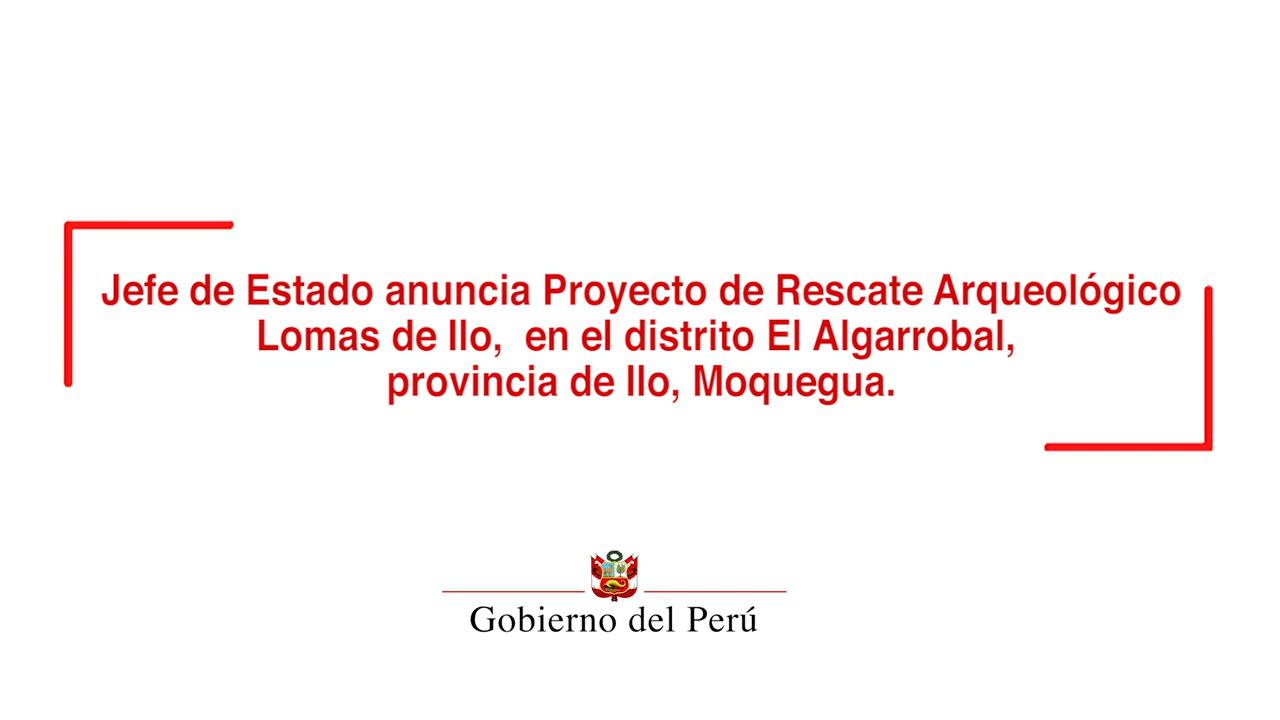 Jefe de Estado anuncia Proyecto de Rescate Arqueológico
Lomas de Ilo, en el distrito El Algarrobal,
provincia de Ilo, Moquegua.
Gobierno del Perú